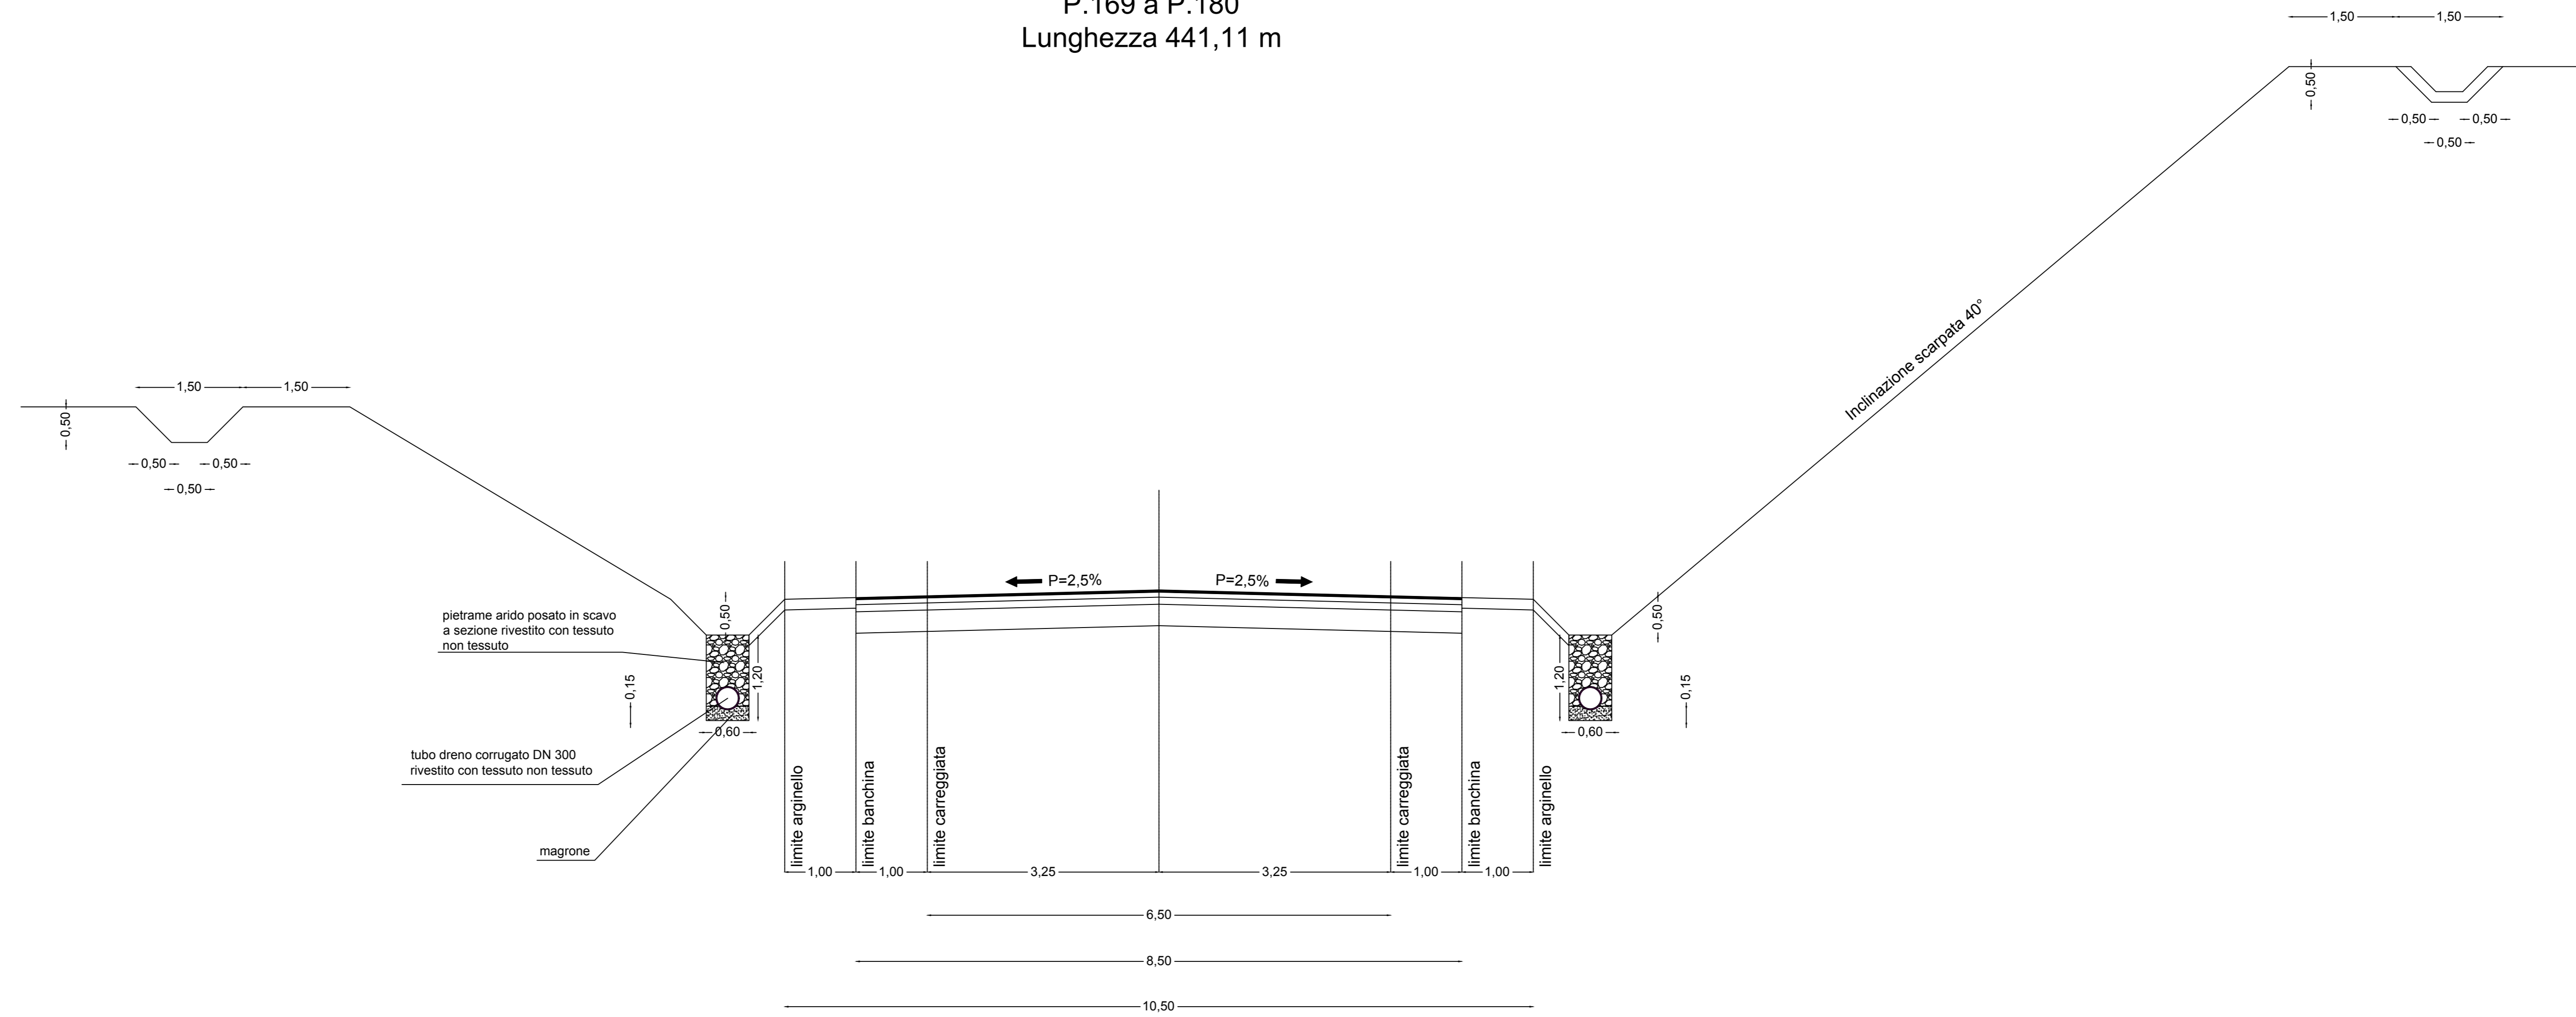 P.169 a P.180
Lunghezza 441,11 m
1,50
1,50
0,50
0,50
0,50
0,50
Inclinazione scarpata 40°
1,50
1,50
0,50
0,50
0,50
0,50
P=2,5%
P=2,5%
pietrame arido posato in scavo
a sezione rivestito con tessuto
non tessuto
0,50
0,50
0,15
1,20
1,20
0,15
0,60
0,60
tubo dreno corrugato DN 300
rivestito con tessuto non tessuto
magrone
limite arginello
limite banchina
limite carreggiata
limite carreggiata
limite banchina
limite arginello
1,00
1,00
3,25
3,25
1,00
1,00
6,50
8,50
10,50